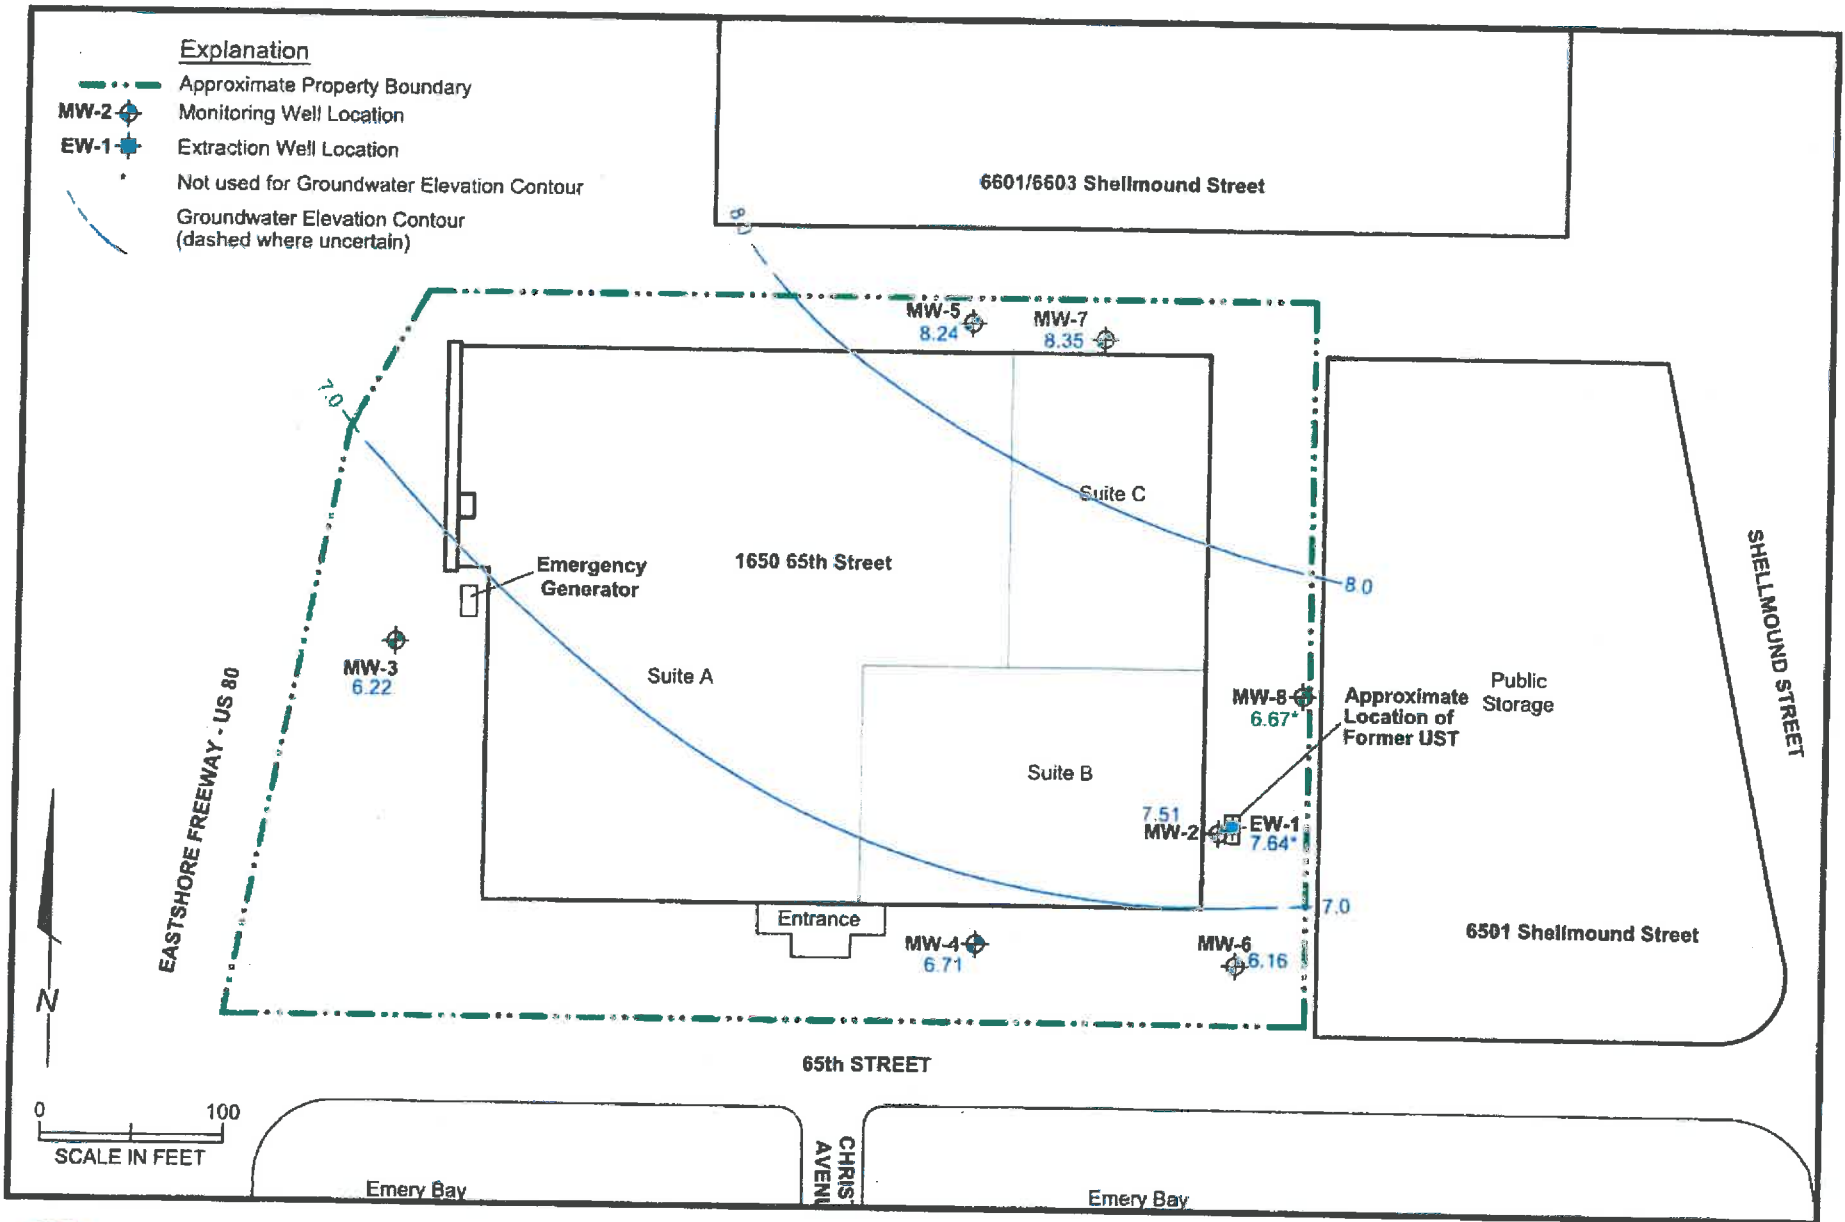 Explanation
Approximate Property Boundary
MW-2 Monitoring Well Location
EW-1 Extraction Well Location
Not used for Groundwater Elevation Contour
Groundwater Elevation Contour
(dashed where uncertain)
6601/6603 Shellmound Street
8.0
MW-5
8.24
MW-7
8.35
7.0
Suite C
1650 65th Street
Emergency
Generator
8.0
MW-3
6.22
Suite A
MW-8
6.67*
Approximate
Location of
Former UST
Public
Storage
SHELLMOUND STREET
EASTSHORE FREEWAY - US 80
Suite B
7.51
MW-2
EW-1
7.64*
7.0
Entrance
MW-4
6.71
MW-6
6.16
6501 Shellmound Street
N
65th STREET
0 100
SCALE IN FEET
CHRIST
AVENU
Emery Bay
Emery Bay